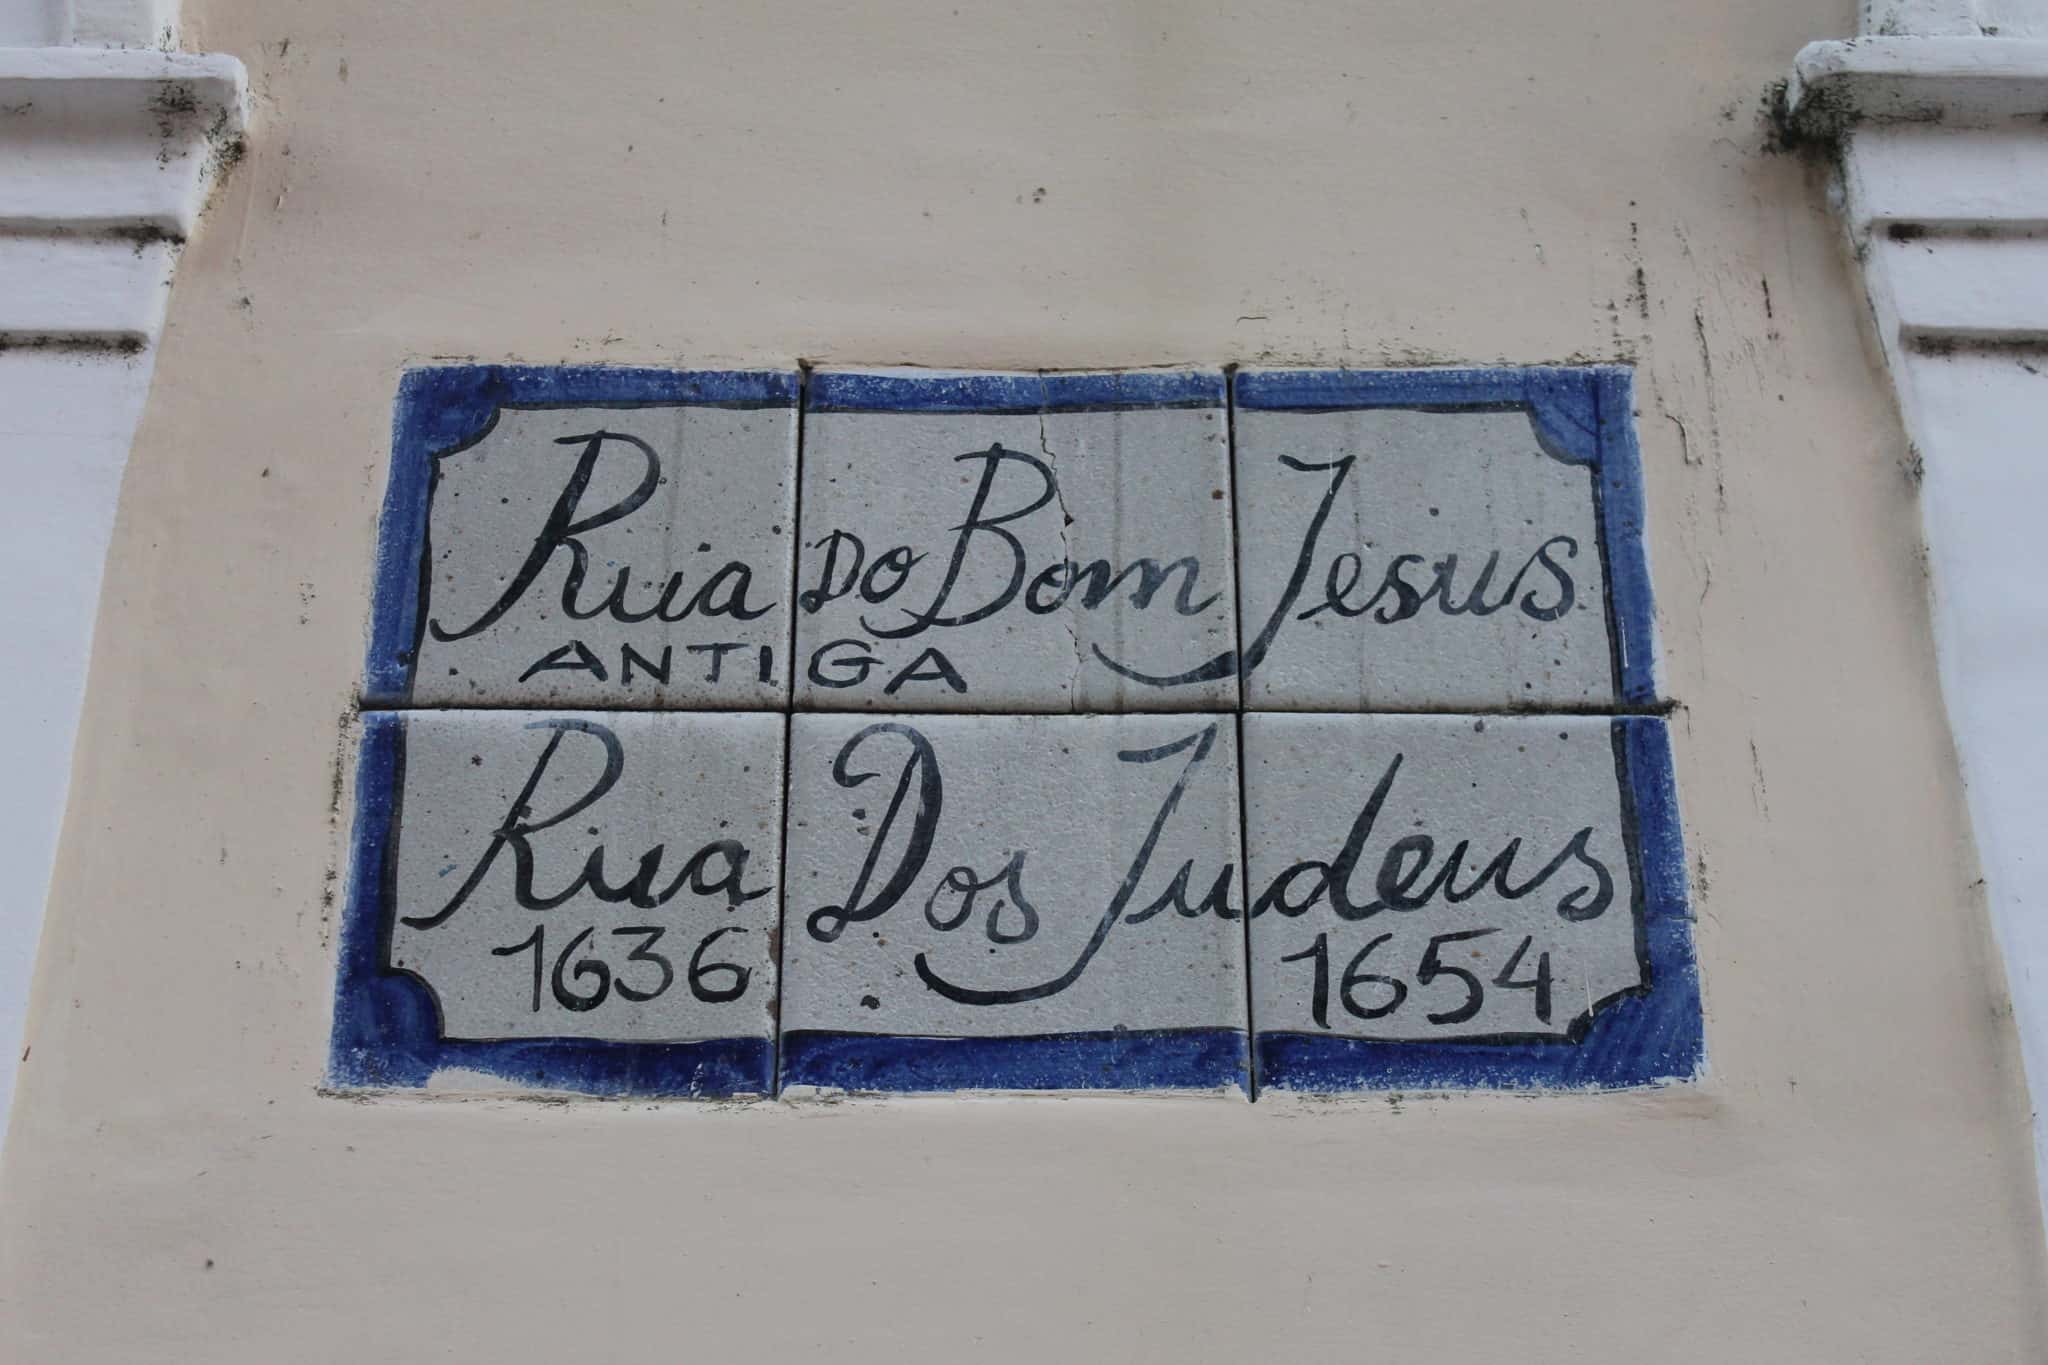 Rua DO Bom Jesus
ANTIGA
Rua Dos Judeus
1636 1654